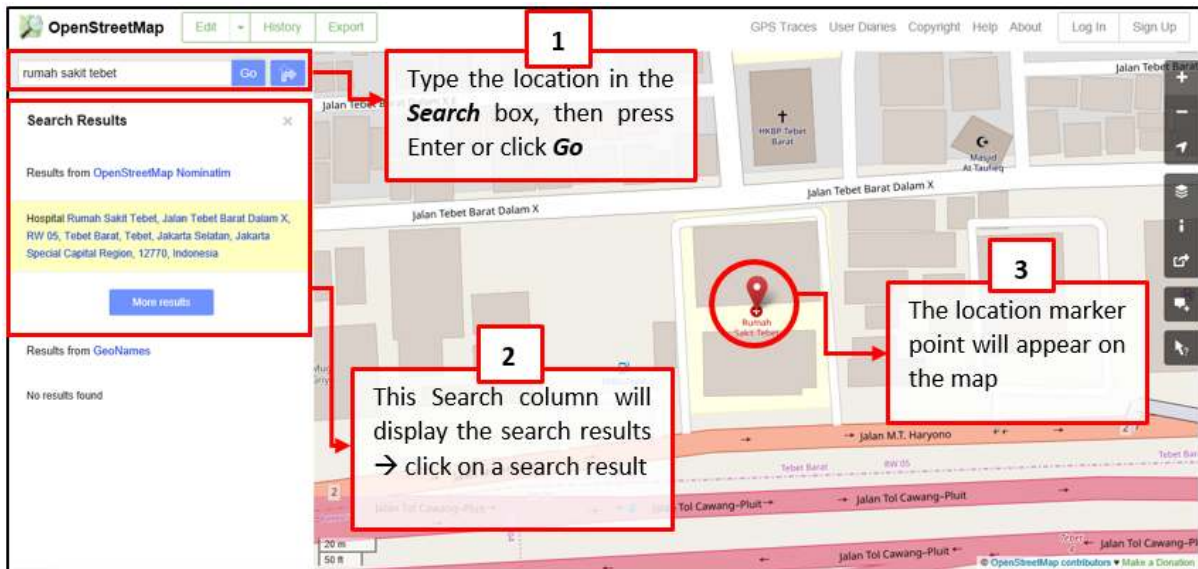 OpenStreetMap
Edit
History
Export
GPS Traces
User Diaries
Copyright
Help
About
Log In
Sign Up
rumah sakit tebet
Go
Search Results
×
Results from OpenStreetMap Nominatim
Hospital Rumah Sakit Tebet, Jalan Tebet Barat Dalam X,
RW 05, Tebet Barat, Tebet, Jakarta Selatan, Jakarta
Special Capital Region, 12770, Indonesia
More results
Results from GeoNames
No results found
1
Type the location in the
Search box, then press
Enter or click Go
2
This Search column will
display the search results
→ click on a search result
3
The location marker
point will appear on
the map
HKBP Tebet
Barat
Masjid
At-Taufieq
Jalan Tebet Barat Dalam X
Jalan Tebet Barat Dalam X
Rumah
Sakit Tebet
Jalan M.T. Haryono
Tebet Barat
RW 05
2
Jalan Tol Cawang–Pluit
Jalan Tol Cawang–Pluit
Jalan Tol Cawang–Pluit
Jalan Tol Cawang–Pluit
20 m
50 ft
© OpenStreetMap contributors ♥ Make a Donation